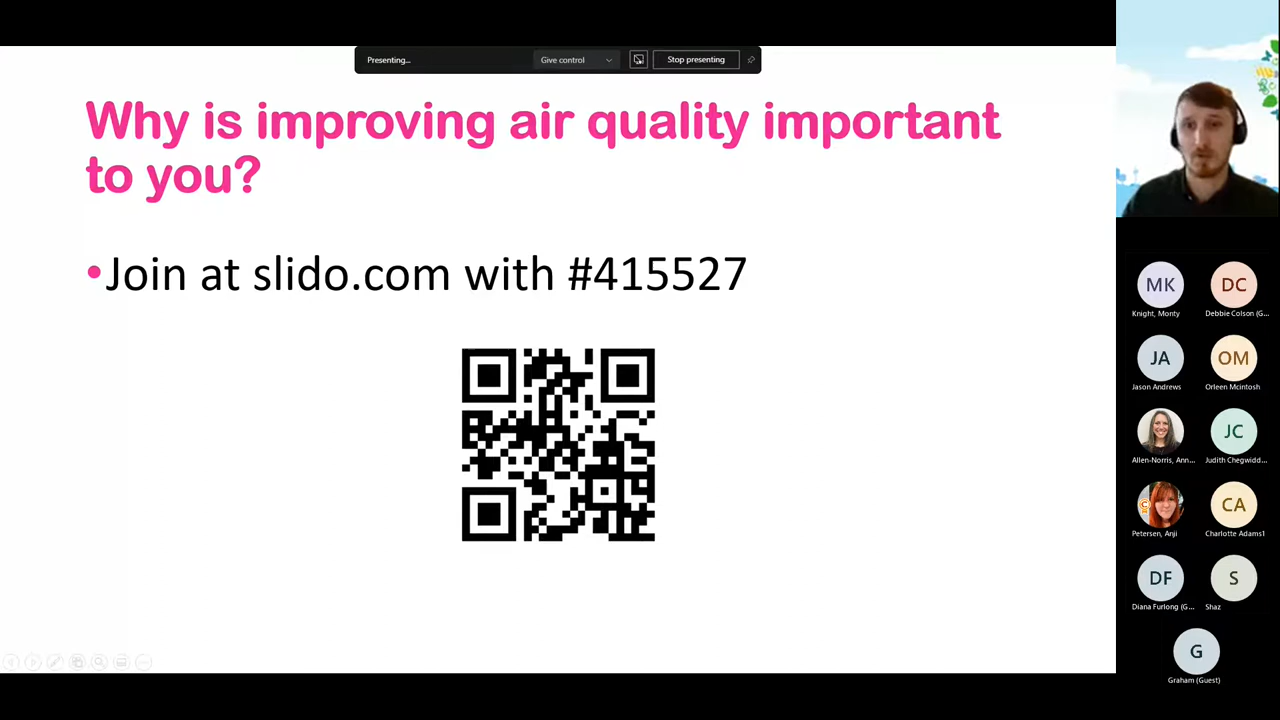 Presenting...
Give control
Stop presenting
Why is improving air quality important
to you?
•Join at slido.com with #415527
MK
Knight, Monty
DC
Debbie Colson (G...
JA
Jason Andrews
OM
Orleen Mcintosh
Allen-Norris, Ann...
JC
Judith Chegwidd...
Petersen, Anji
CA
Charlotte Adams1
DF
Diana Furlong (G...
S
Shaz
G
Graham (Guest)